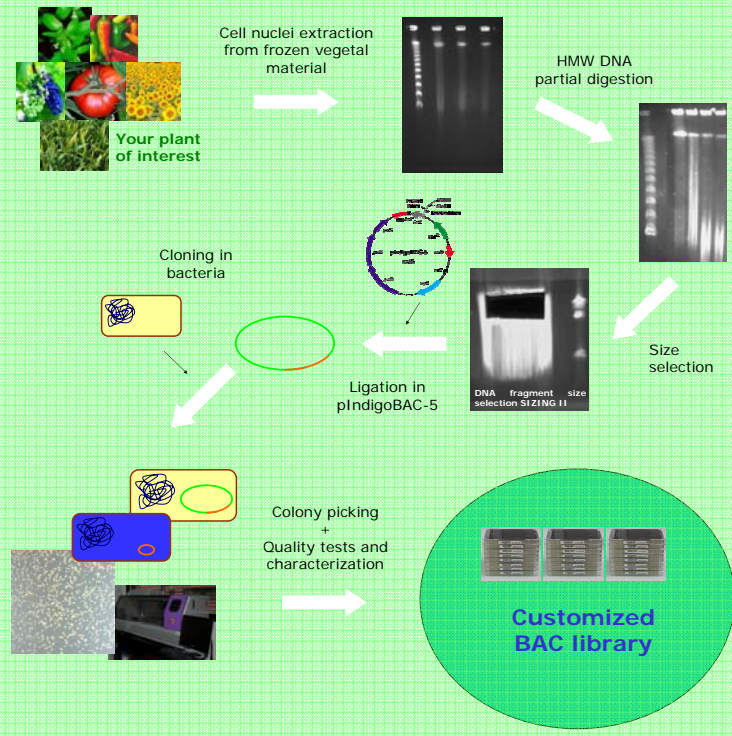 Cell nuclei extraction
from frozen vegetal
material
HMW DNA
partial digestion
Your plant
of interest
Cloning in
bacteria
Size
selection
Ligation in
pIndigoBAC-5
DNA fragment size
selection SIZING II
Colony picking
+
Quality tests and
characterization
Customized
BAC library